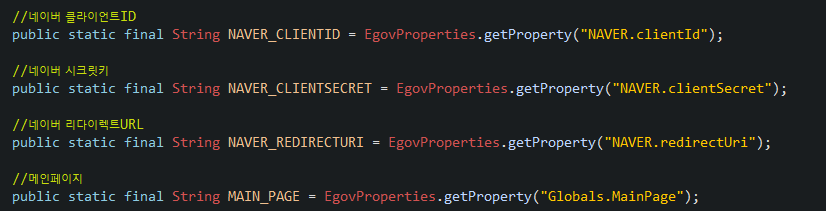 //네이버 클라이언트ID
public static final String NAVER_CLIENTID = EgovProperties.getProperty("NAVER.clientId");
//네이버 시크릿키
public static final String NAVER_CLIENTSECRET = EgovProperties.getProperty("NAVER.clientSecret");
//네이버 리다이렉트URL
public static final String NAVER_REDIRECTURI = EgovProperties.getProperty("NAVER.redirectUri");
//메인페이지
public static final String MAIN_PAGE = EgovProperties.getProperty("Globals.MainPage");